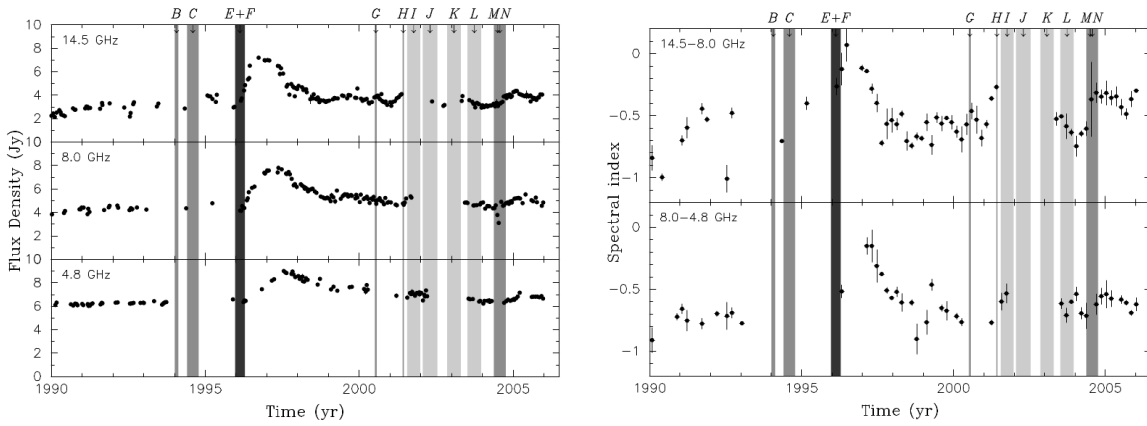 B C E+F G H I J K L M N
14.5 GHz
10
8
6
4
2
8.0 GHz
10
8
6
4
2
4.8 GHz
10
8
6
4
2
0
Flux Density (Jy)
1990 1995 2000 2005
Time (yr)
B C E+F G H I J K L M N
14.5−8.0 GHz
0
−0.5
−1
8.0−4.8 GHz
0
−0.5
−1
Spectral index
1990 1995 2000 2005
Time (yr)